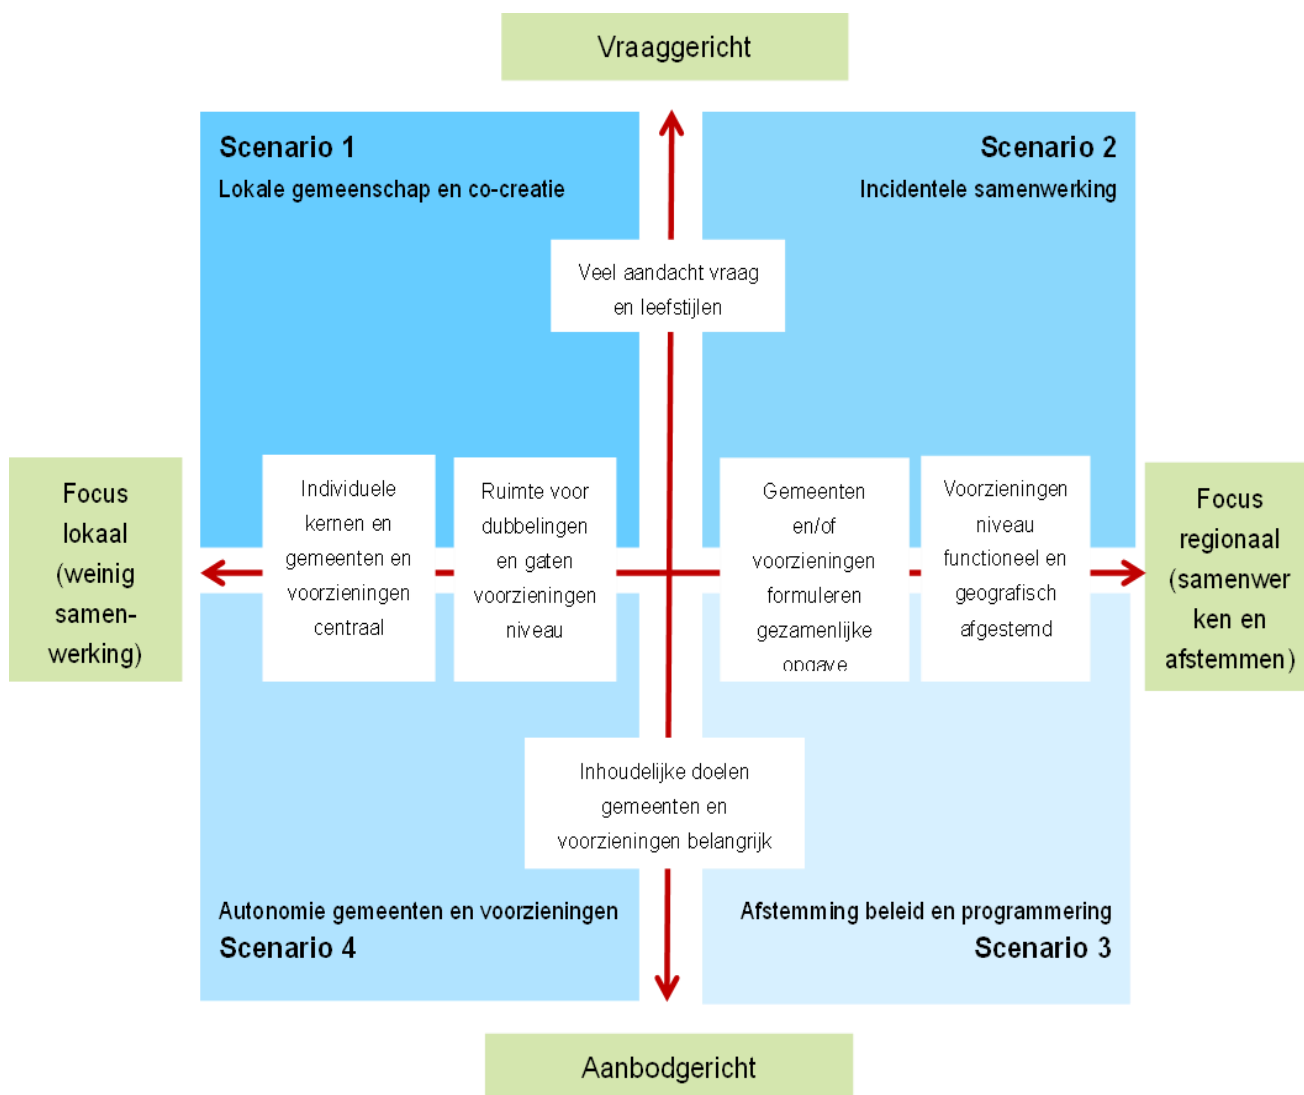 Vraaggericht
Scenario 1
Lokale gemeenschap en co-creatie
Scenario 2
Incidentele samenwerking
Veel aandacht vraag
en leefstijlen
Focus
lokaal
(weinig
samen-
werking)
Individuele
kernen en
gemeenten en
voorzieningen
centraal
Ruimte voor
dubbelingen
en gaten
voorzieningen
niveau
Gemeenten
en/of
voorzieningen
formuleren
gezamenlijke
opgave
Voorzieningen
niveau
functioneel en
geografisch
afgestemd
Focus
regionaal
(samenwer
ken en
afstemmen)
Inhoudelijke doelen
gemeenten en
voorzieningen belangrijk
Autonomie gemeenten en voorzieningen
Scenario 4
Afstemming beleid en programmering
Scenario 3
Aanbodgericht